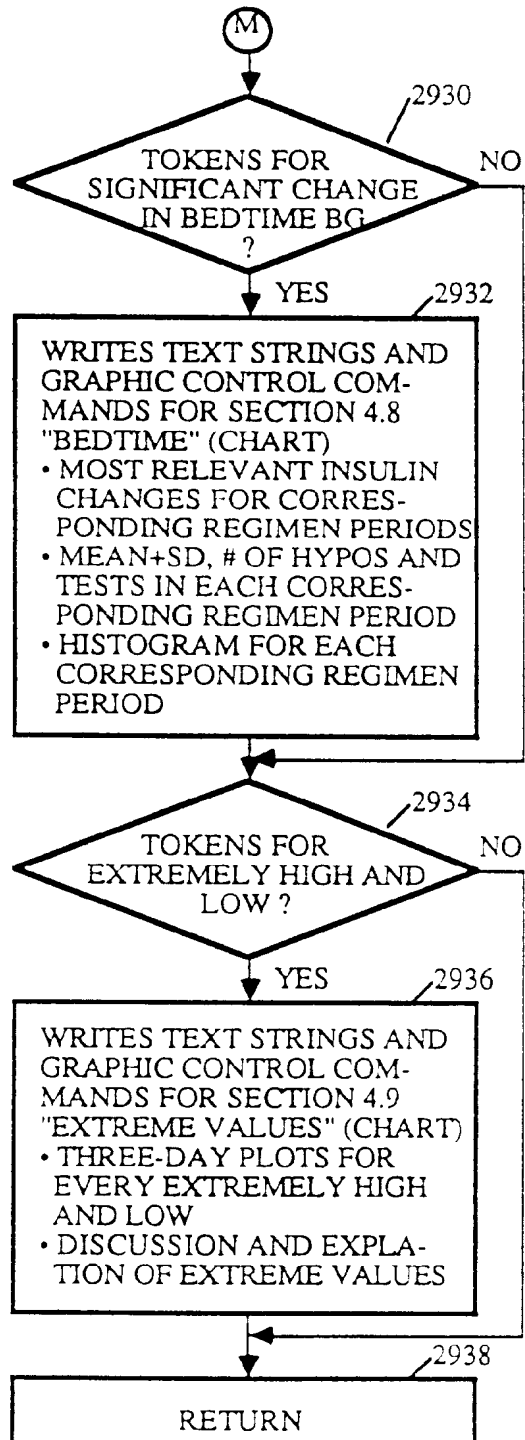 M
2930
TOKENS FOR
SIGNIFICANT CHANGE
IN BEDTIME BG
?
NO
YES
2932
WRITES TEXT STRINGS AND
GRAPHIC CONTROL COM-
MANDS FOR SECTION 4.8
"BEDTIME" (CHART)
• MOST RELEVANT INSULIN
CHANGES FOR CORRES-
PONDING REGIMEN PERIODS
• MEAN+SD, # OF HYPOS AND
TESTS IN EACH CORRES-
PONDING REGIMEN PERIOD
• HISTOGRAM FOR EACH
CORRESPONDING REGIMEN
PERIOD
2934
TOKENS FOR
EXTREMELY HIGH AND
LOW ?
NO
YES
2936
WRITES TEXT STRINGS AND
GRAPHIC CONTROL COM-
MANDS FOR SECTION 4.9
"EXTREME VALUES" (CHART)
• THREE-DAY PLOTS FOR
EVERY EXTREMELY HIGH
AND LOW
• DISCUSSION AND EXPLA-
TION OF EXTREME VALUES
2938
RETURN